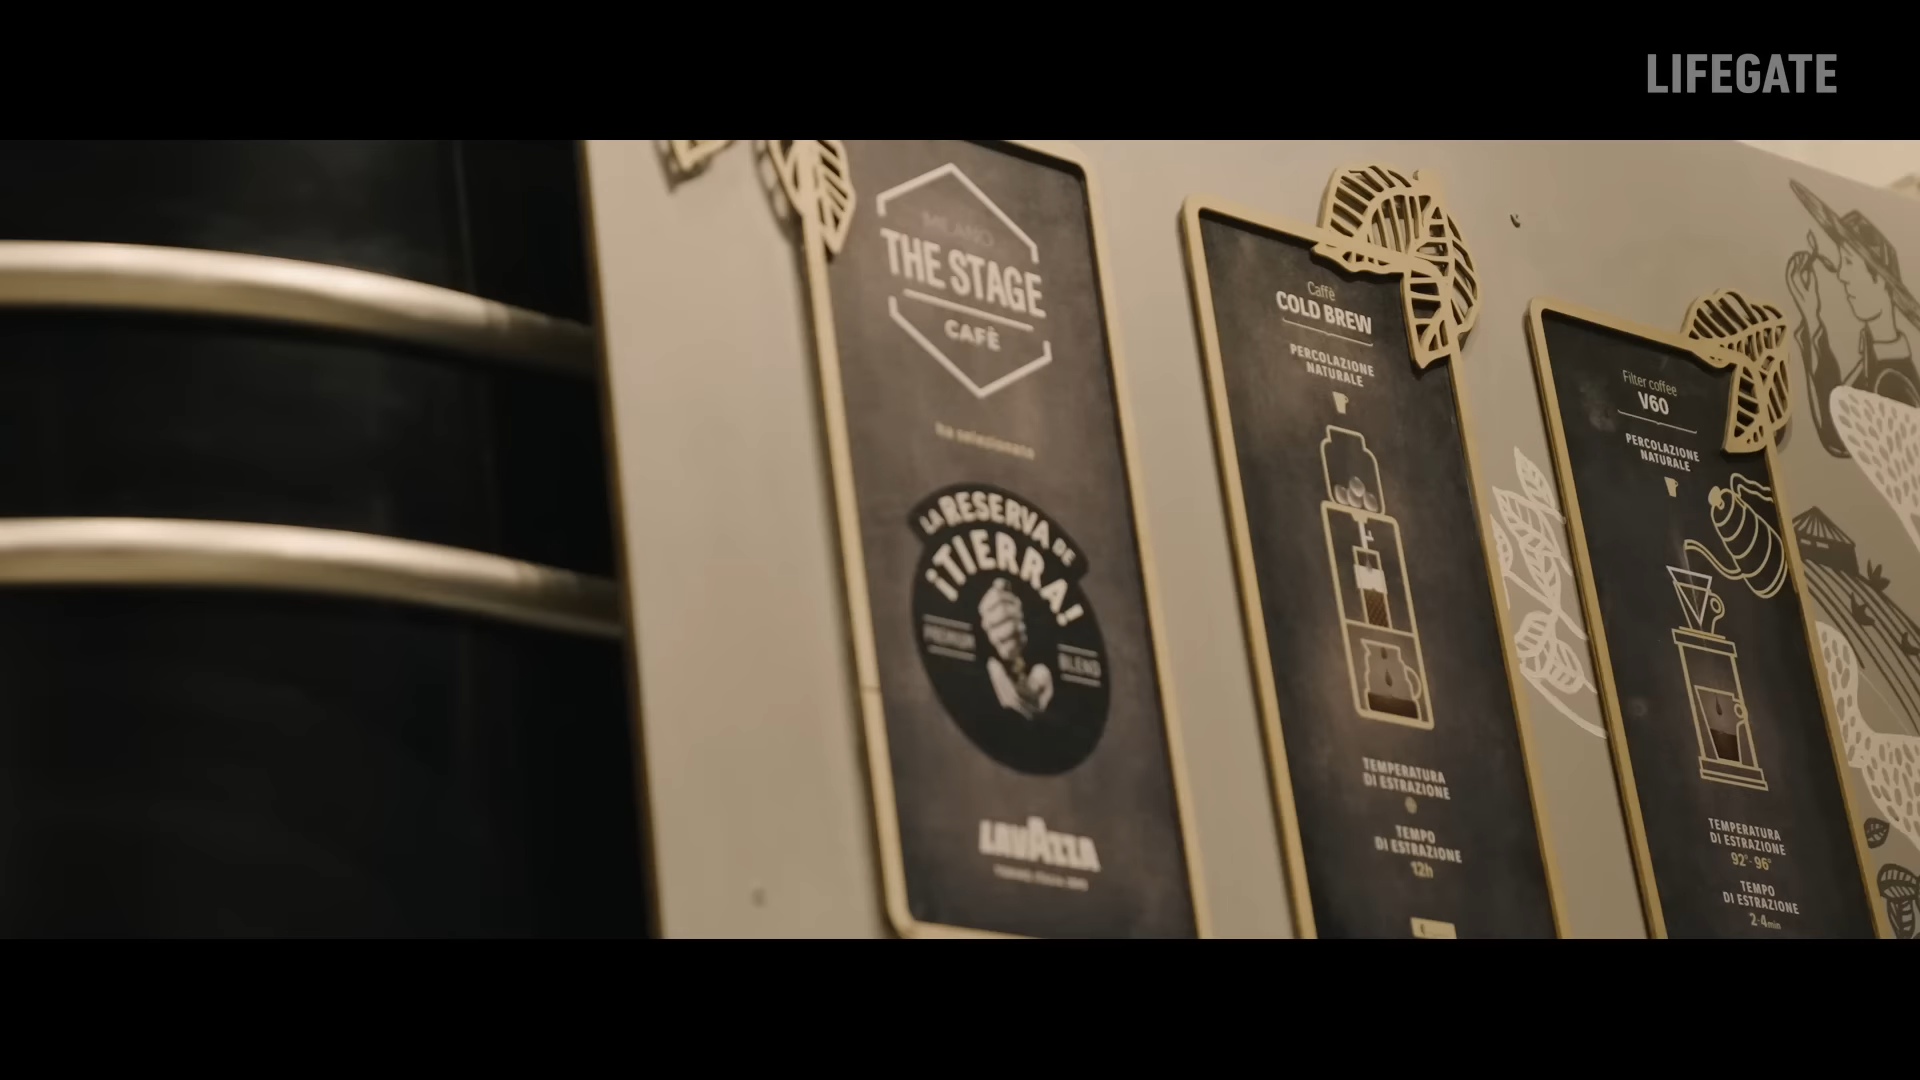 LIFEGATE
MILANO
THE STAGE
CAFÈ
ha selezionato
LA RESERVA DE
¡TIERRA!
PREMIUM
BLEND
LAVAZZA
Caffè
COLD BREW
PERCOLAZIONE
NATURALE
TEMPERATURA
DI ESTRAZIONE
TEMPO
DI ESTRAZIONE
12h
Filter coffee
V60
PERCOLAZIONE
NATURALE
TEMPERATURA
DI ESTRAZIONE
92°-96°
TEMPO
DI ESTRAZIONE
2-4min